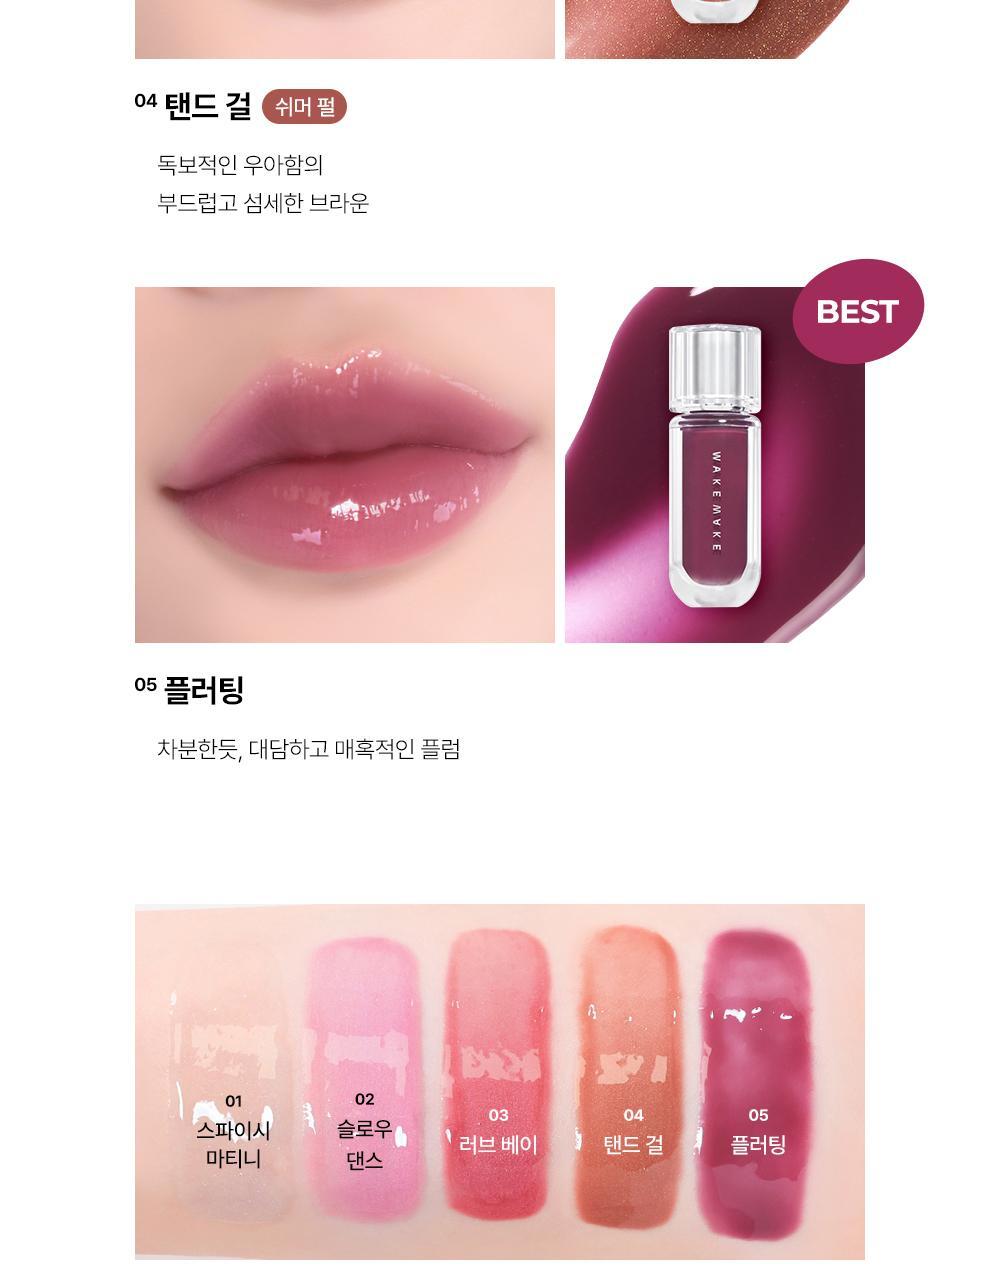 04 탠드 걸 쉬머 펄
독보적인 우아함의
부드럽고 섬세한 브라운
BEST
WAKEWAKE
05 플러팅
차분한듯, 대담하고 매혹적인 플럼
01
스파이시
마티니
02
슬로우
댄스
03
러브 베이
04
탠드 걸
05
플러팅